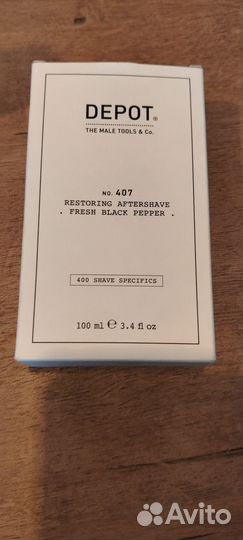 DEPOT®
THE MALE TOOLS & Co.
NO. 407
RESTORING AFTERSHAVE
. FRESH BLACK PEPPER .
400 SHAVE SPECIFICS
100 ml ℮ 3.4 fl oz
Avito